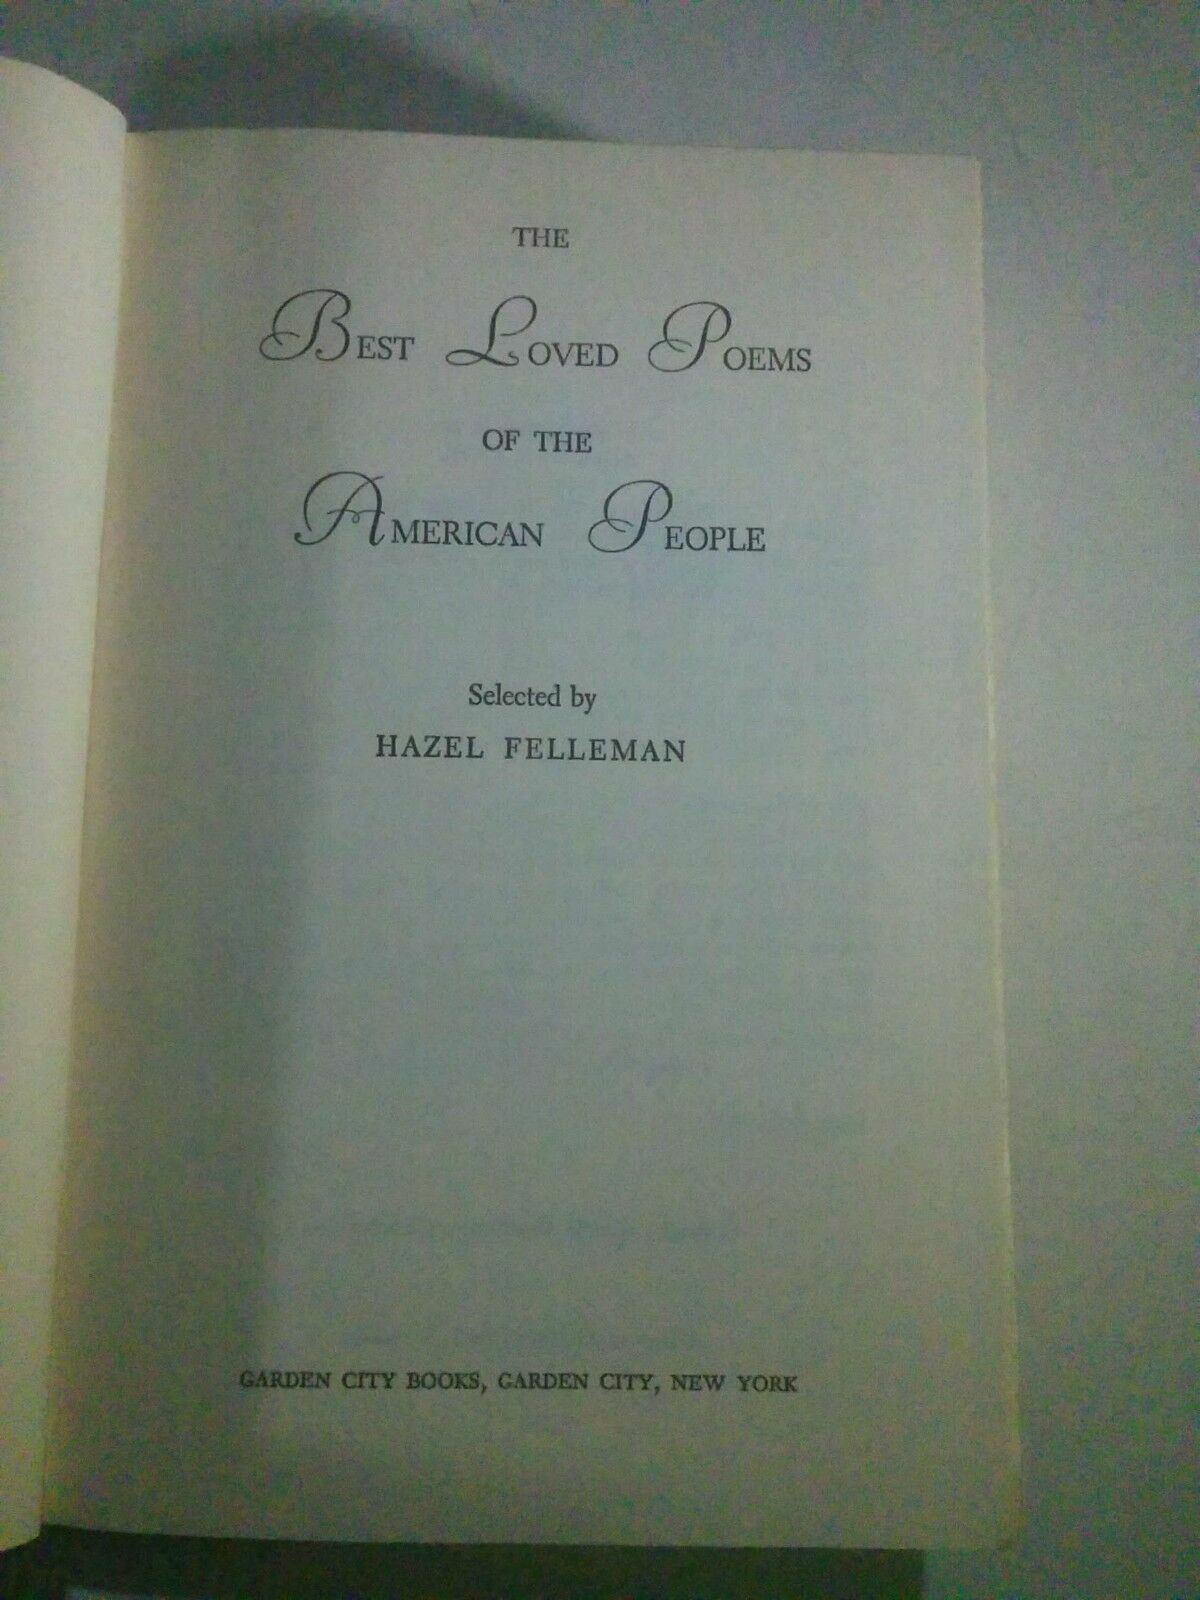 THE
BEST LOVED POEMS
OF THE
AMERICAN PEOPLE
Selected by
HAZEL FELLEMAN
GARDEN CITY BOOKS, GARDEN CITY, NEW YORK